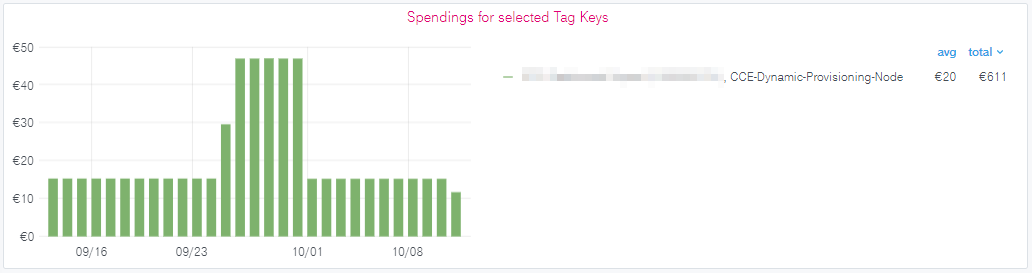 Spendings for selected Tag Keys
€50
€40
€30
€20
€10
€0
09/16 09/23 10/01 10/08
avg total
, CCE-Dynamic-Provisioning-Node €20 €611